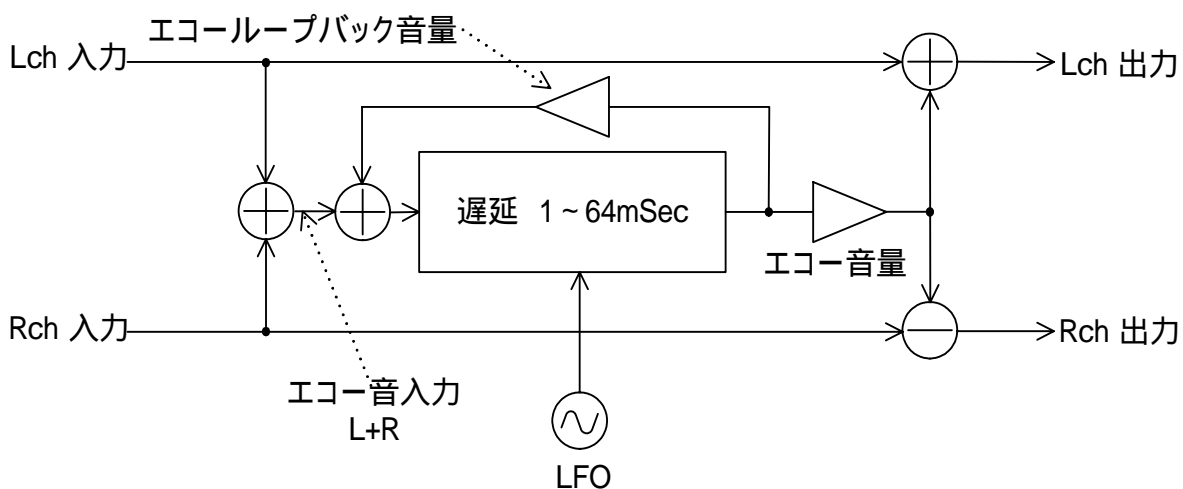 エコーループバック音量
Lch 入力
Lch 出力
遅延 1~64mSec
エコー音量
Rch 入力
Rch 出力
エコー音入力
L+R
LFO